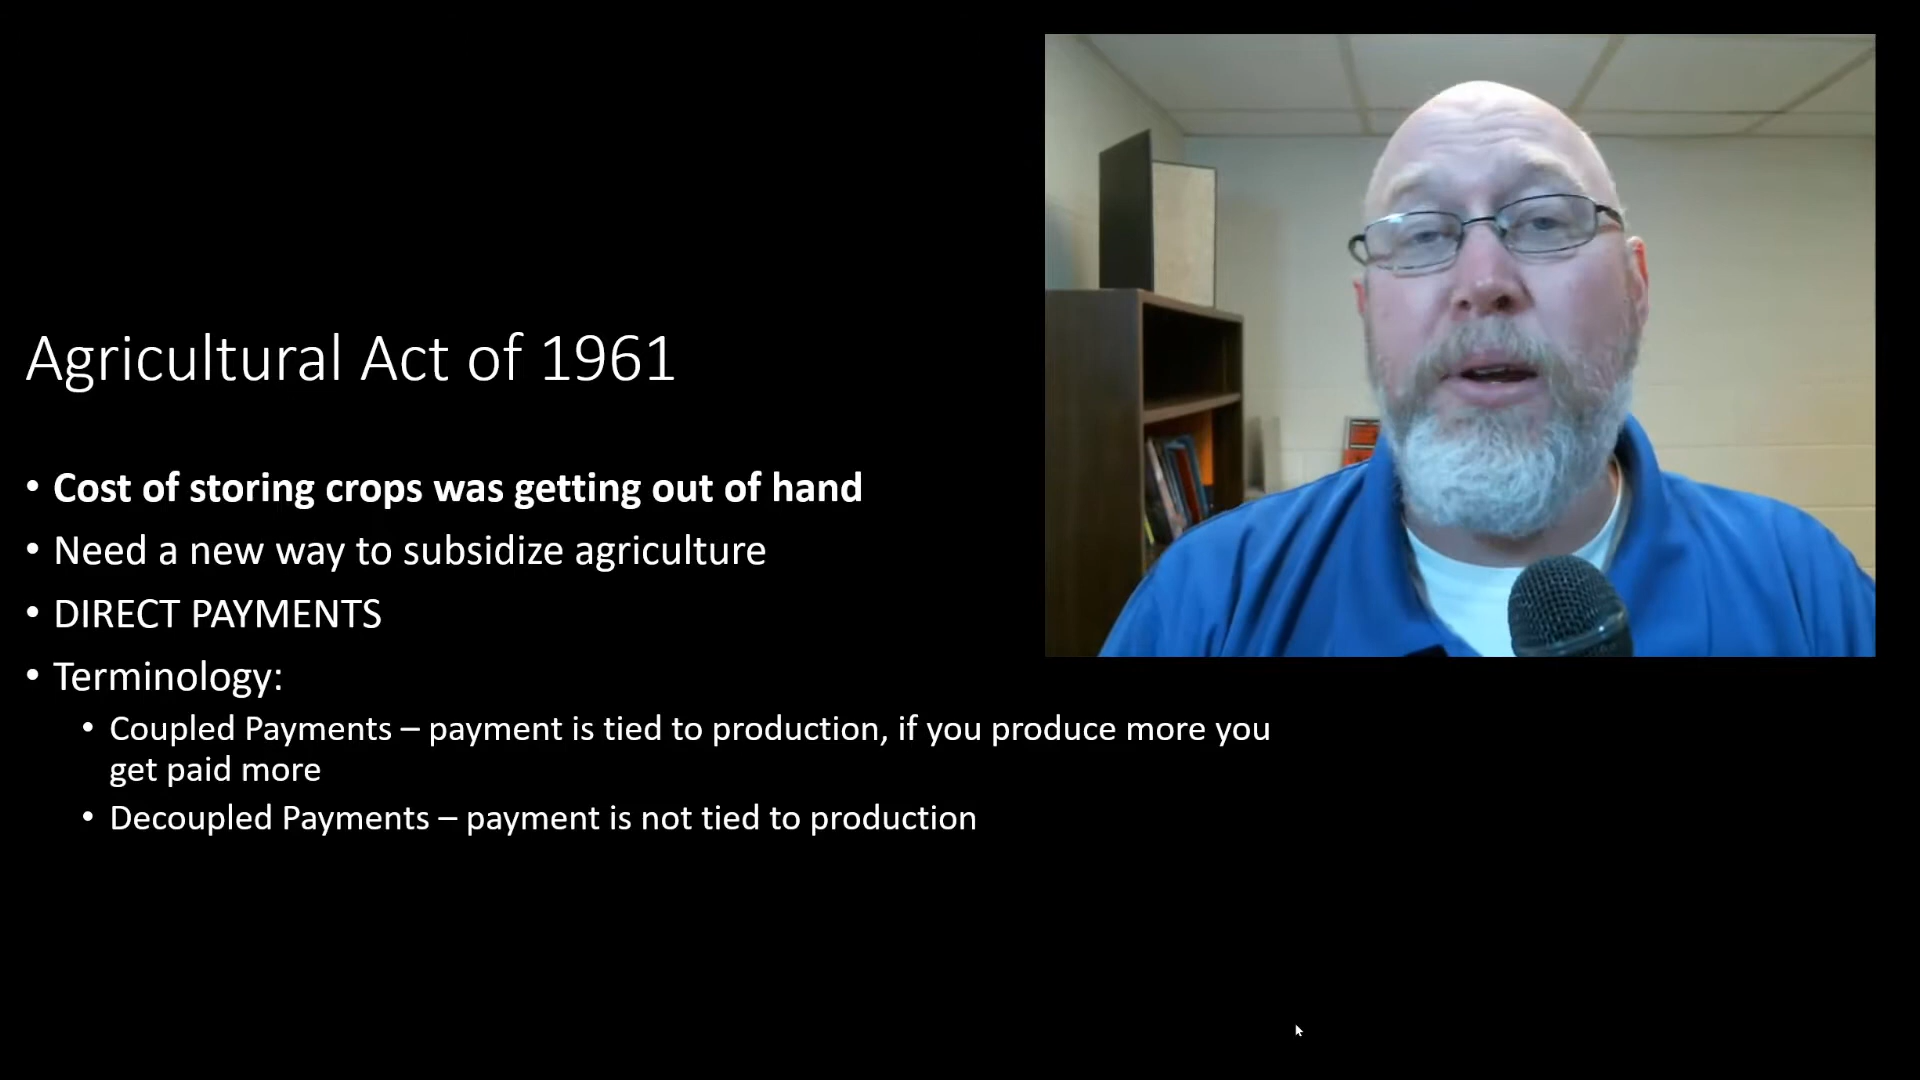 Agricultural Act of 1961
• Cost of storing crops was getting out of hand
• Need a new way to subsidize agriculture
• DIRECT PAYMENTS
• Terminology:
• Coupled Payments – payment is tied to production, if you produce more you
get paid more
• Decoupled Payments – payment is not tied to production